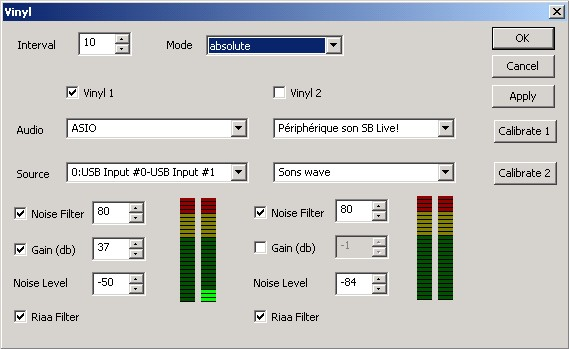 Vinyl
Interval 10 Mode absolute OK
Cancel
Vinyl 1 Vinyl 2 Apply
Audio ASIO Périphérique son SB Live! Calibrate 1
Source 0:USB Input #0-USB Input #1 Sons wave Calibrate 2
Noise Filter 80 Noise Filter 80
Gain (db) 37 Gain (db) -1
Noise Level -50 Noise Level -84
Riaa Filter Riaa Filter